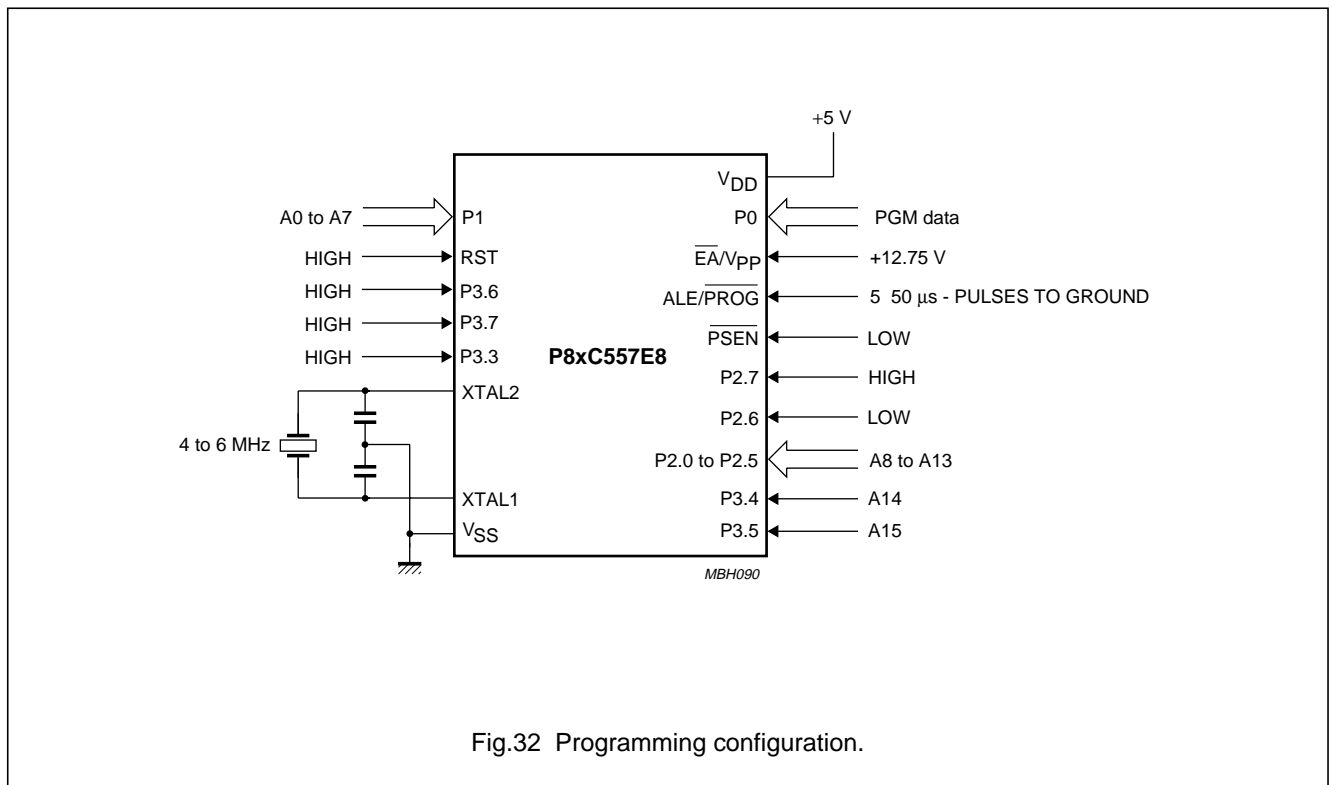 +5 V
VDD
A0 to A7
P1
P0
PGM data
HIGH
RST
EA/VPP
+12.75 V
HIGH
P3.6
ALE/PROG
5 50 µs - PULSES TO GROUND
HIGH
P3.7
PSEN
LOW
HIGH
P3.3
P8xC557E8
P2.7
HIGH
XTAL2
P2.6
LOW
4 to 6 MHz
P2.0 to P2.5
A8 to A13
XTAL1
P3.4
A14
VSS
P3.5
A15
MBH090
Fig.32 Programming configuration.